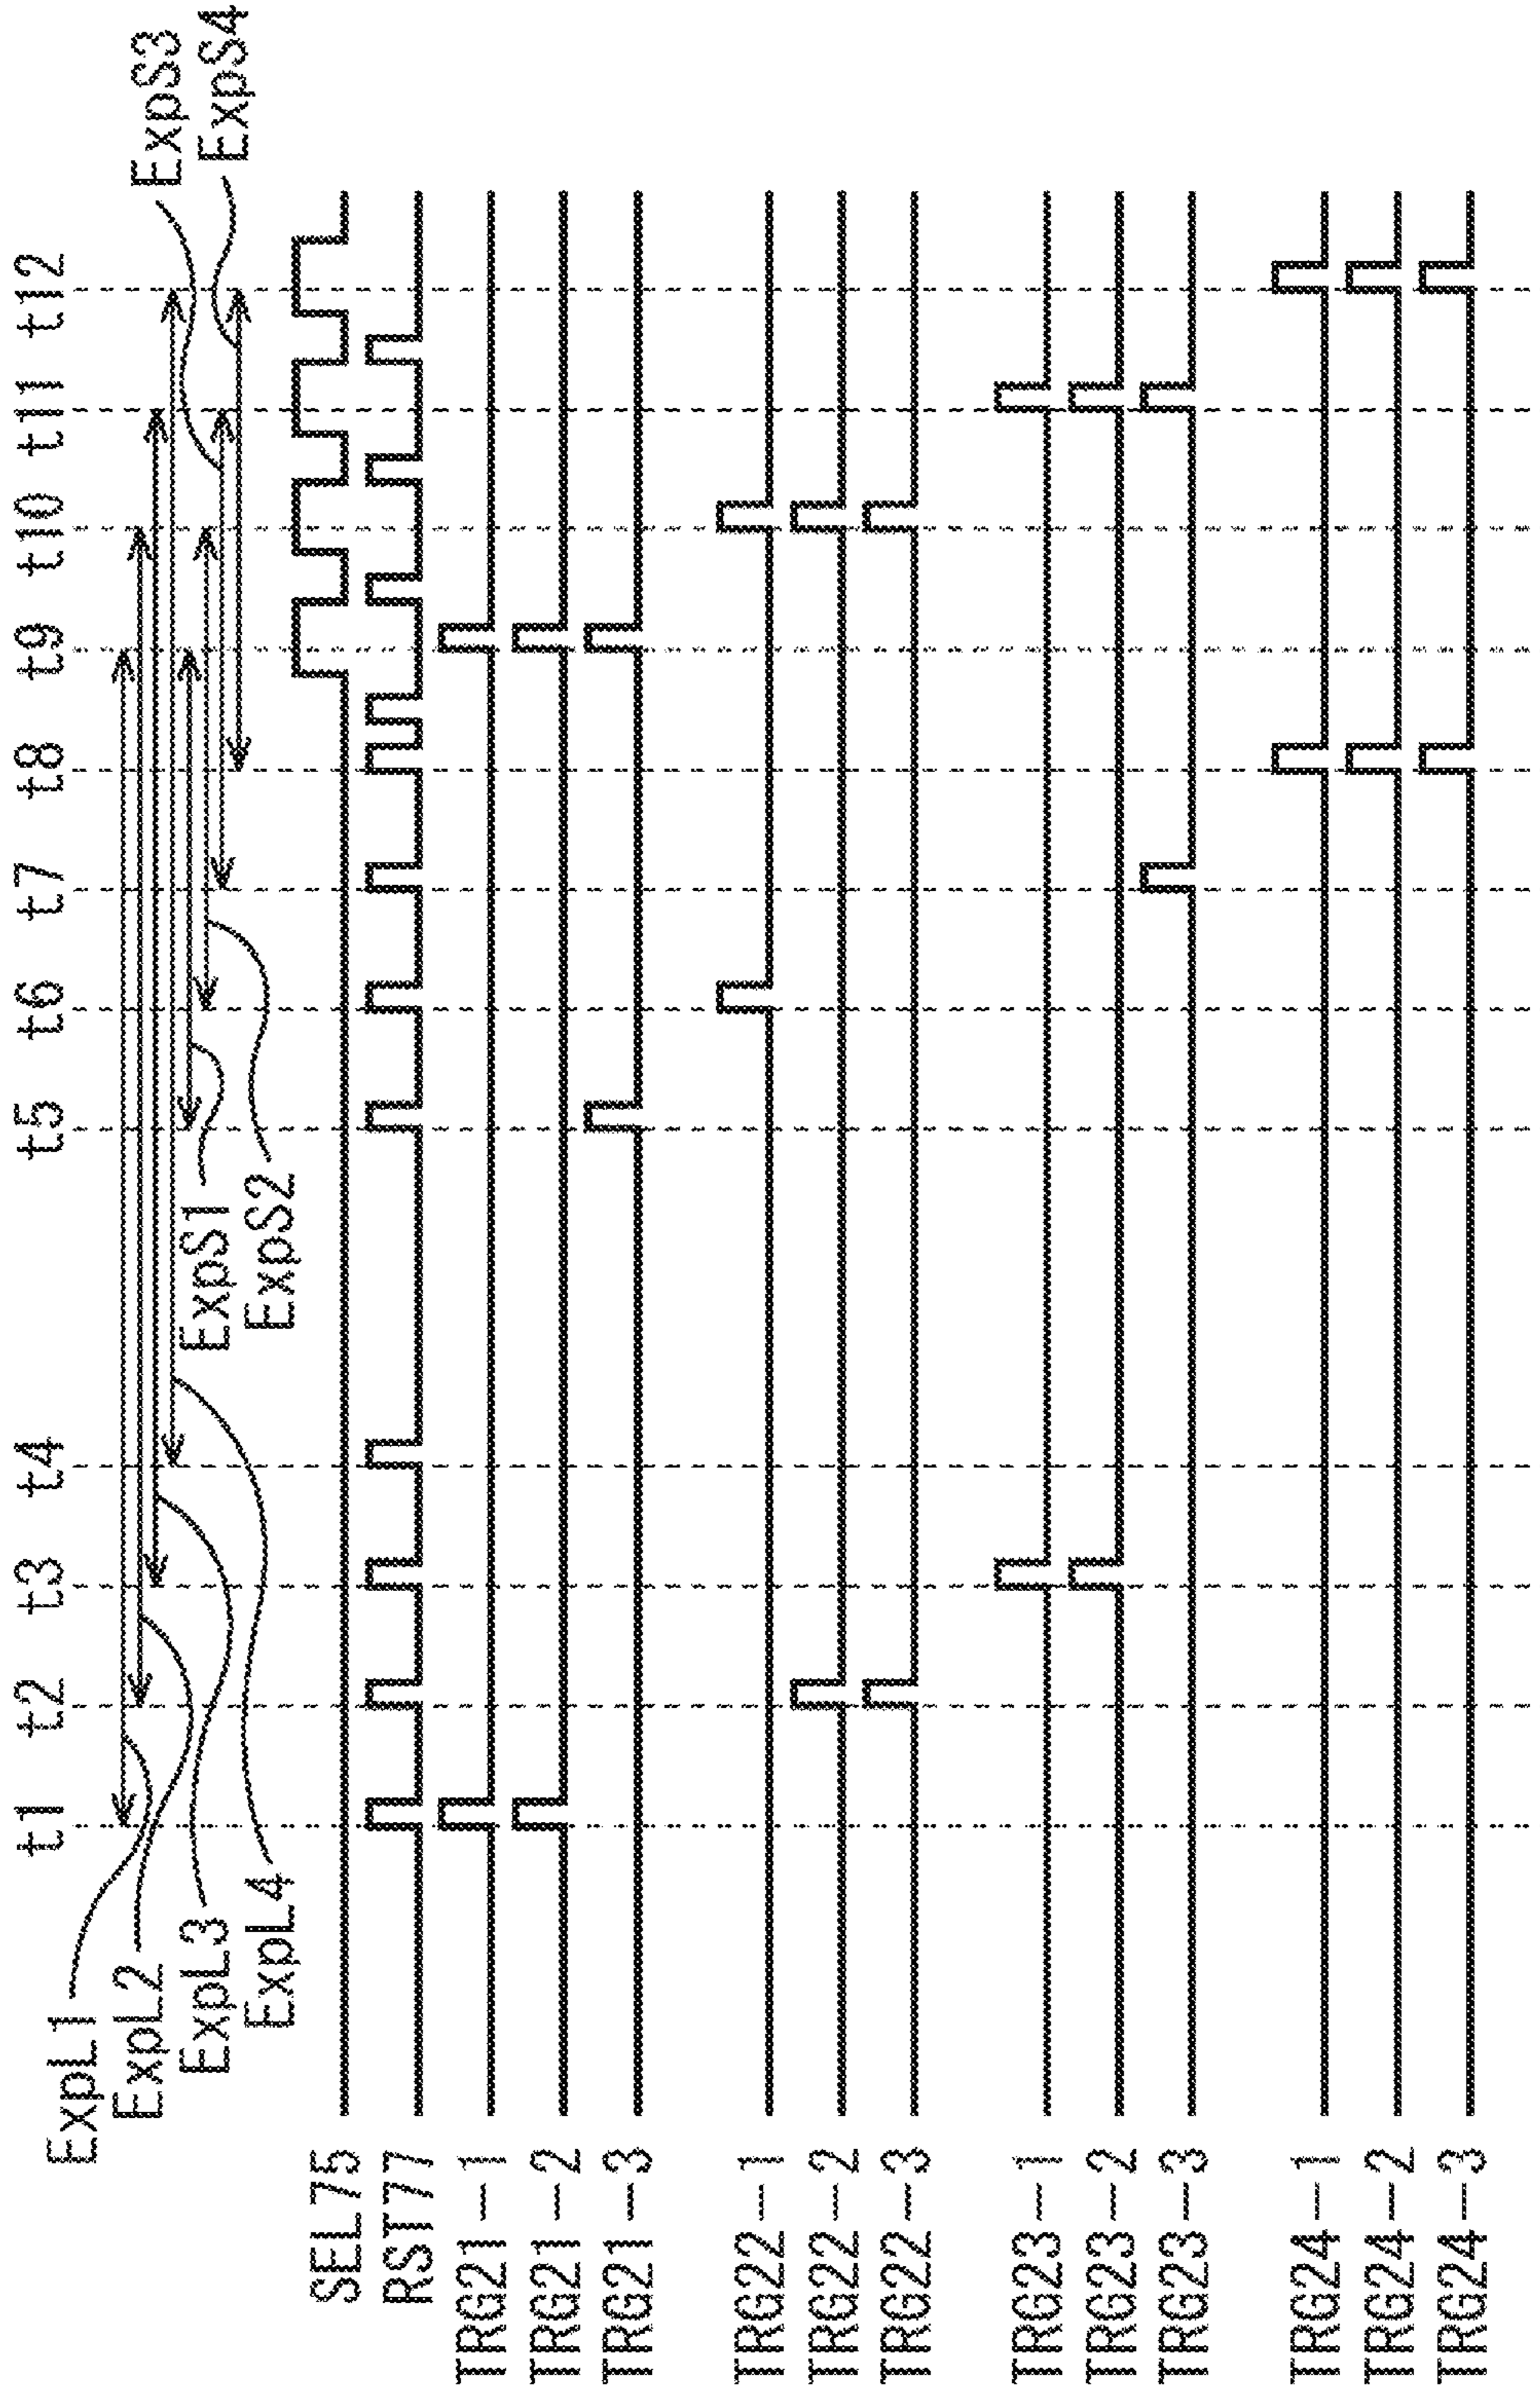 t1 t2 t3 t4 t5 t6 t7 t8 t9 t10 t11 t12
ExpL1
ExpL2
ExpL3
ExpL4
ExpS1
ExpS2
ExpS3
ExpS4
SEL75
RST77
TRG21-1
TRG21-2
TRG21-3
TRG22-1
TRG22-2
TRG22-3
TRG23-1
TRG23-2
TRG23-3
TRG24-1
TRG24-2
TRG24-3